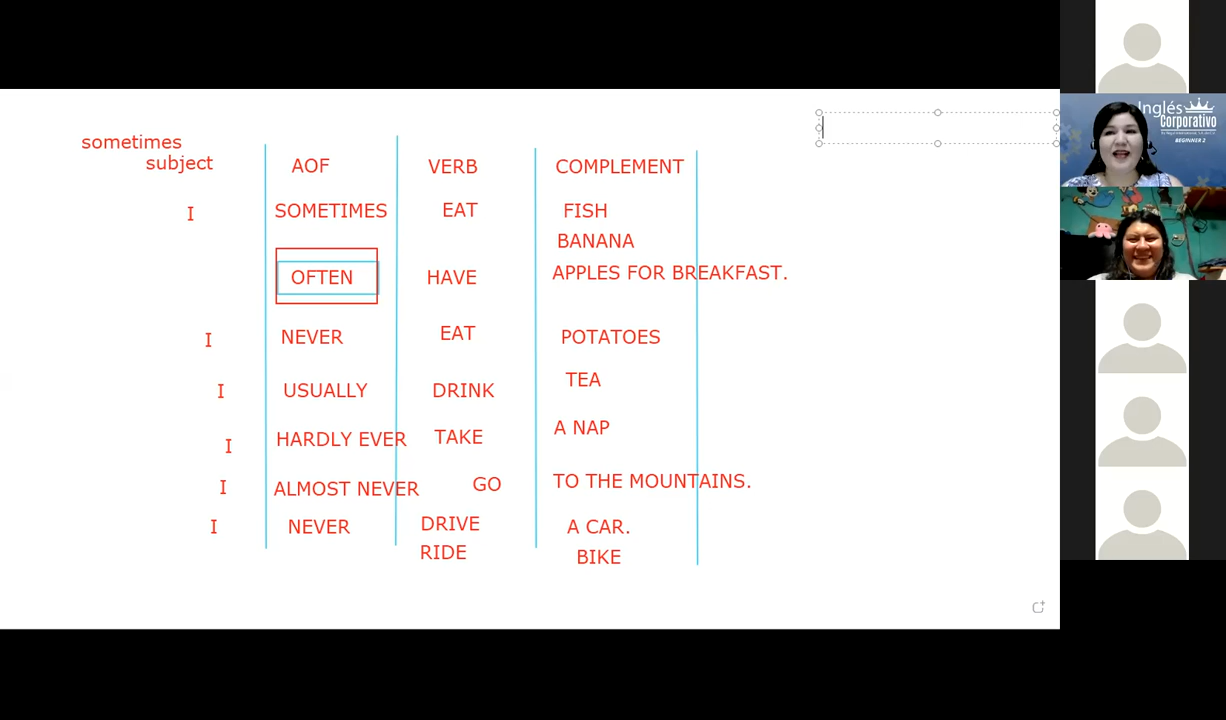 sometimes
subject AOF VERB COMPLEMENT
I SOMETIMES EAT FISH
BANANA
OFTEN HAVE APPLES FOR BREAKFAST.
I NEVER EAT POTATOES
I USUALLY DRINK TEA
I HARDLY EVER TAKE A NAP
I ALMOST NEVER GO TO THE MOUNTAINS.
I NEVER DRIVE A CAR.
RIDE BIKE
Inglés
Corporativo
BEGINNER 2